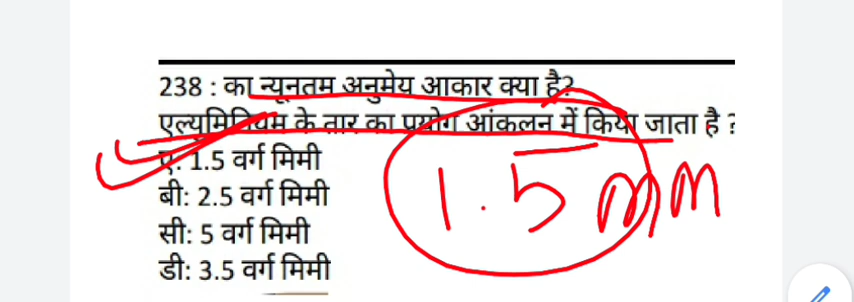 238 : का न्यूनतम अनुमेय आकार क्या है?
एल्युमिनियम के तार का प्रयोग आंकलन में किया जाता है ?
ए: 1.5 वर्ग मिमी
बी: 2.5 वर्ग मिमी
सी: 5 वर्ग मिमी
डी: 3.5 वर्ग मिमी
1.5 mm